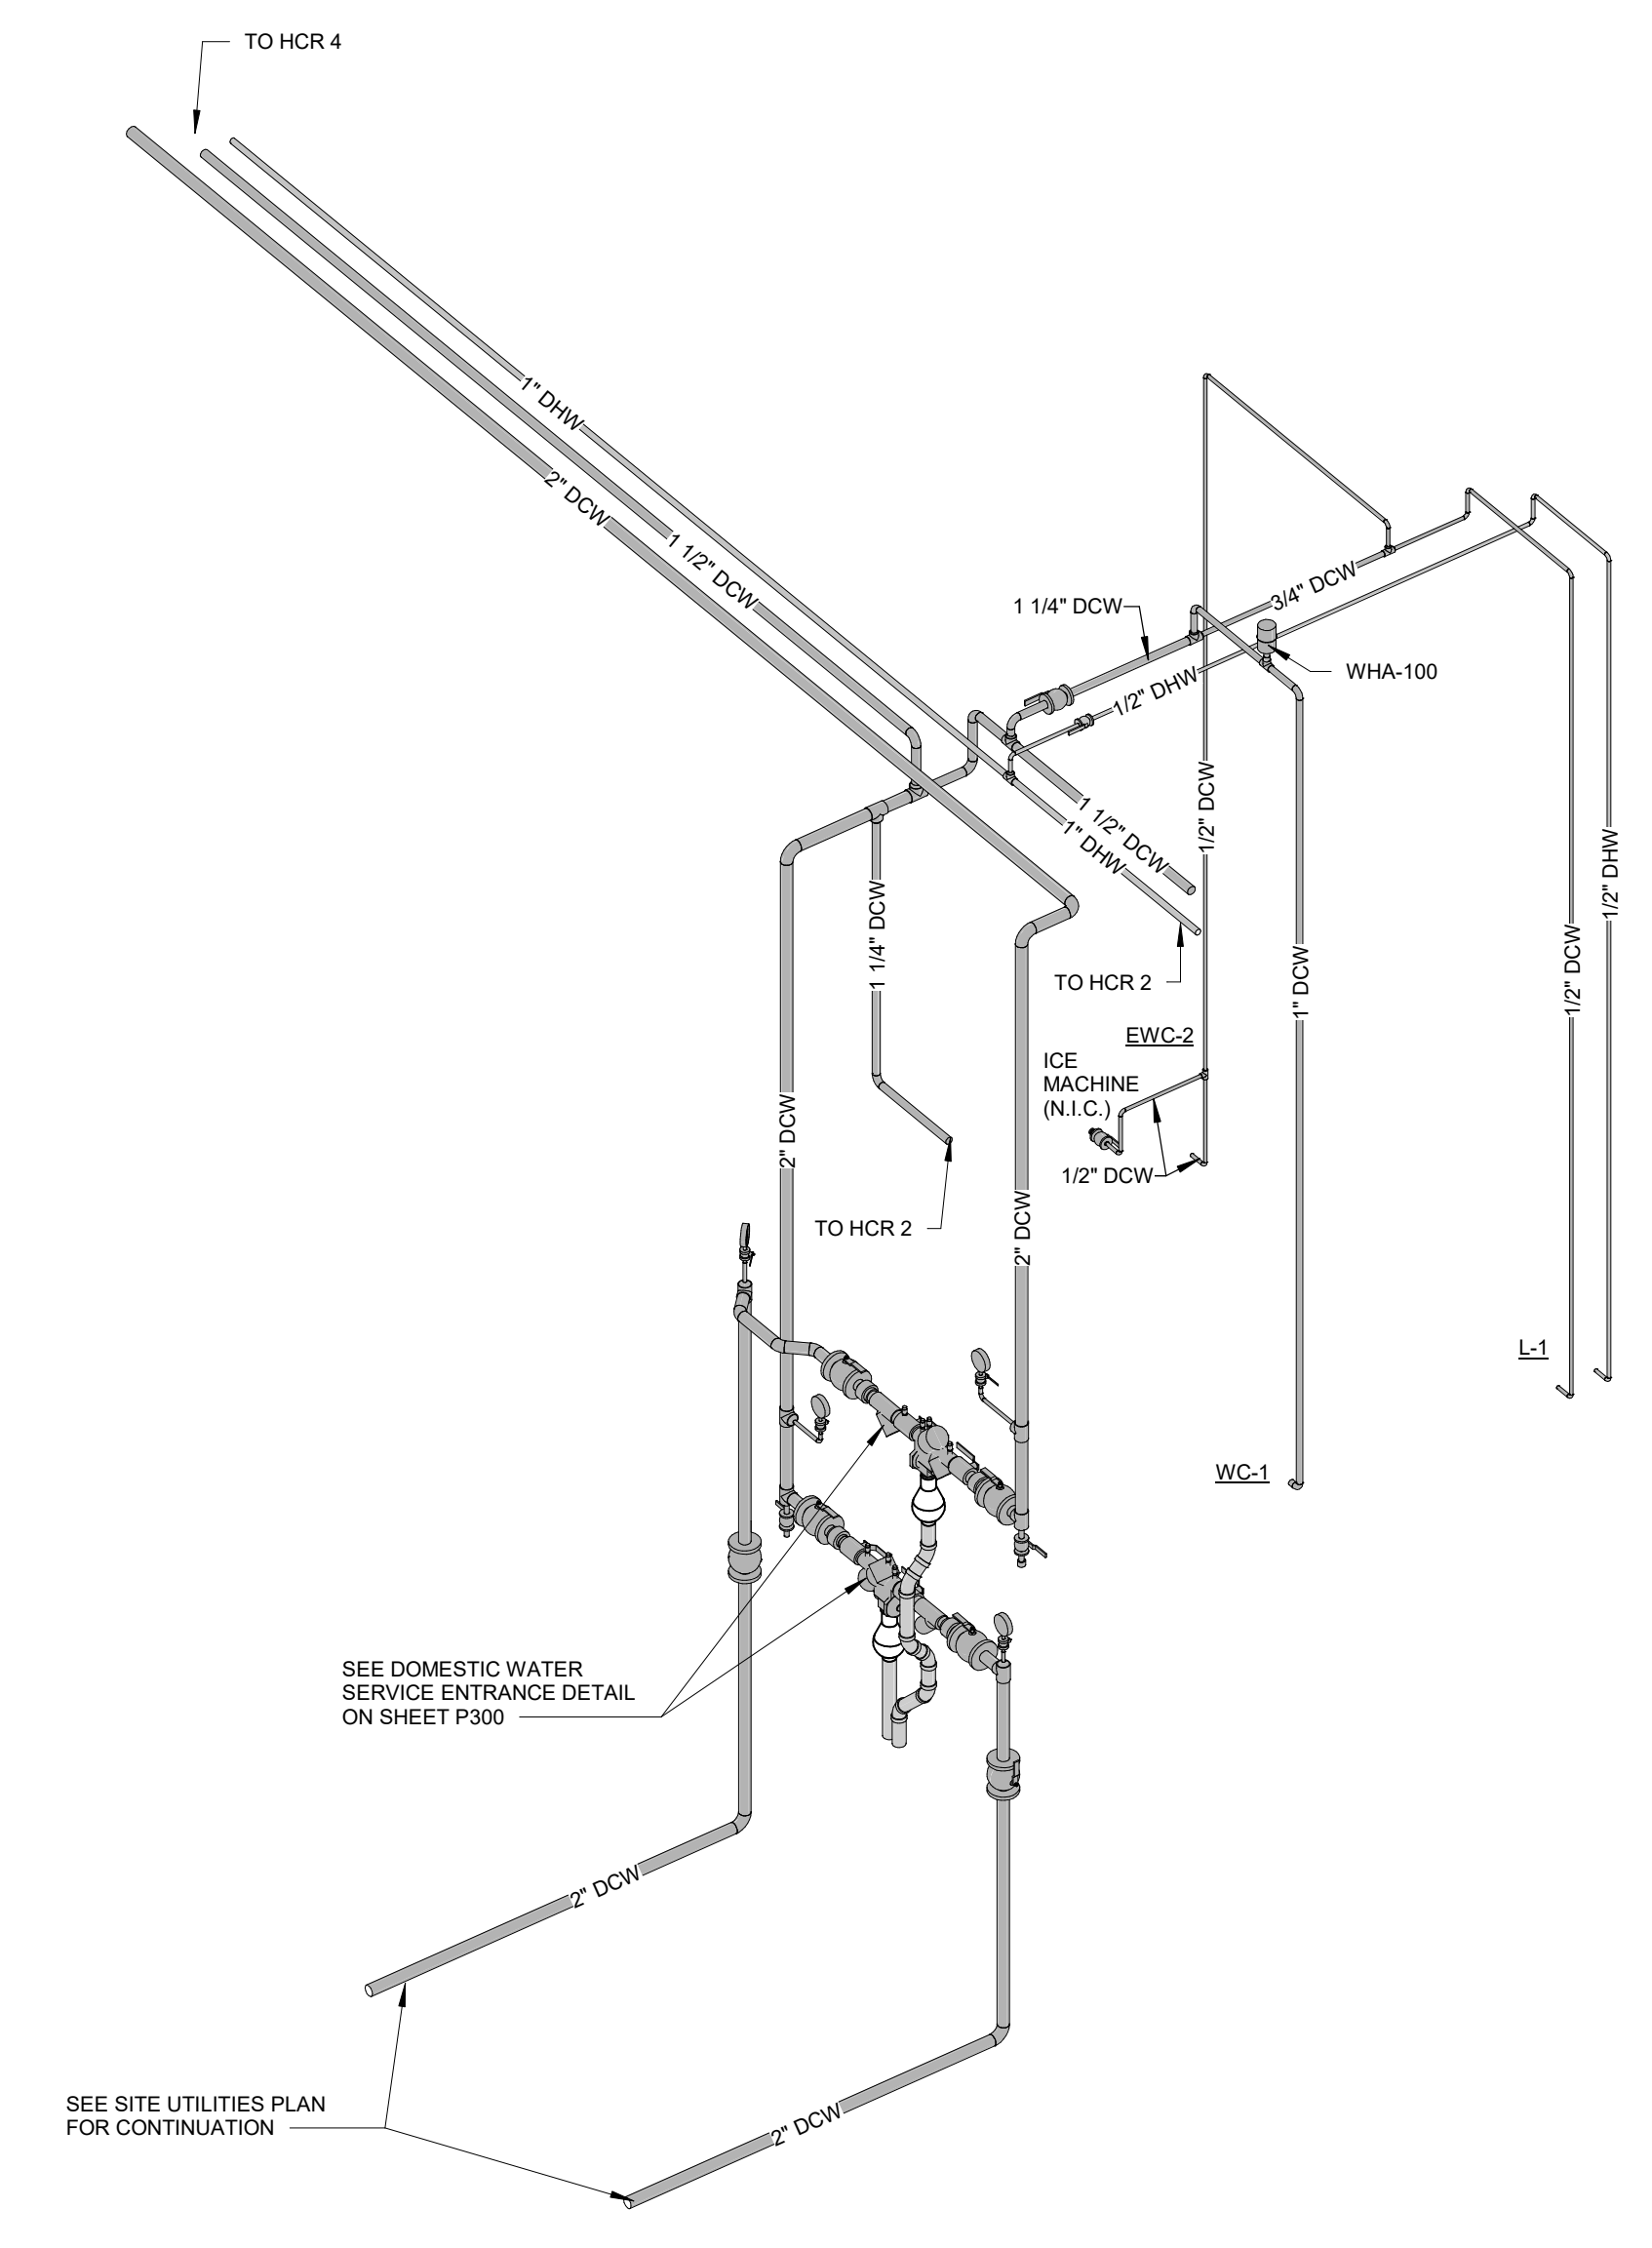 TO HCR 4
1" DHW
2" DCW
1 1/2" DCW
3/4" DCW
1 1/4" DCW
WHA-100
1/2" DHW
1 1/2" DCW
1" DHW
1/2" DCW
1/2" DHW
1 1/4" DCW
1" DCW
1/2" DCW
TO HCR 2
EWC-2
ICE
MACHINE
(N.I.C.)
2" DCW
1/2" DCW
2" DCW
TO HCR 2
L-1
WC-1
SEE DOMESTIC WATER
SERVICE ENTRANCE DETAIL
ON SHEET P300
2" DCW
SEE SITE UTILITIES PLAN
FOR CONTINUATION
2" DCW